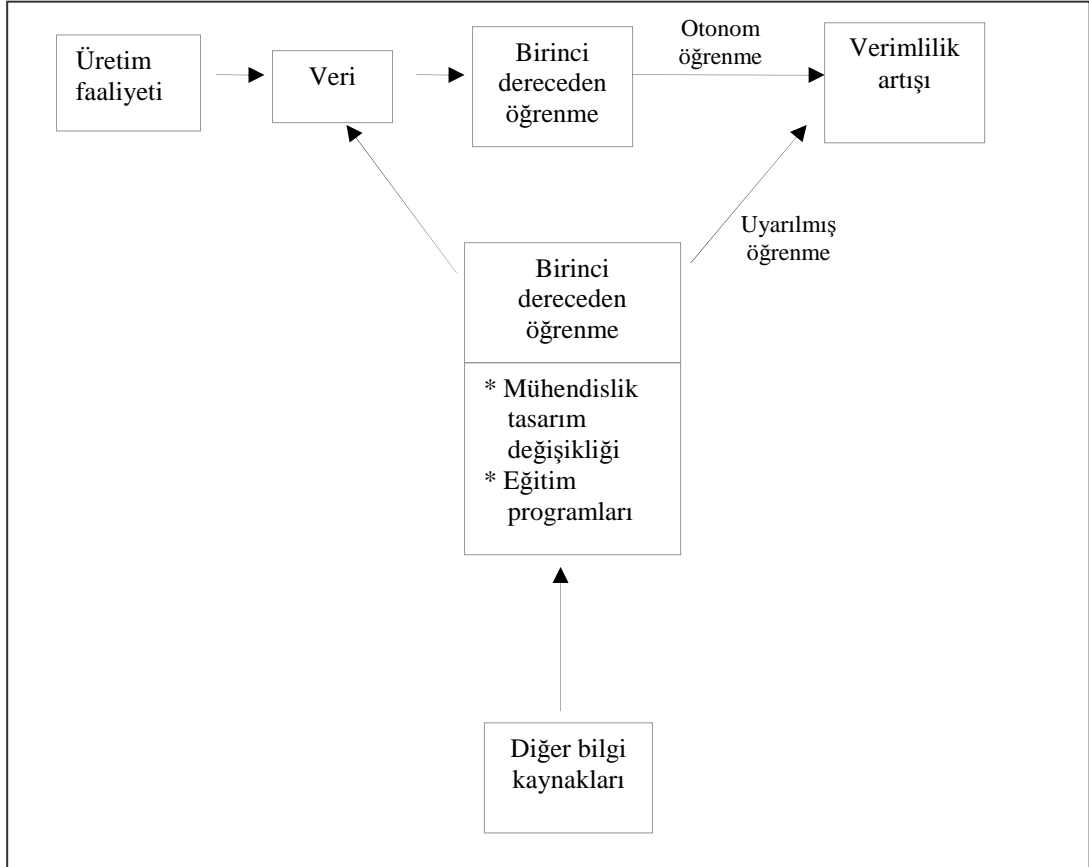 Üretim
faaliyeti
Veri
Birinci
dereceden
öğrenme
Otonom
öğrenme
Verimlilik
artışı
Uyarılmış
öğrenme
Birinci
dereceden
öğrenme
* Mühendislik
tasarım
değişikliği
* Eğitim
programları
Diğer bilgi
kaynakları